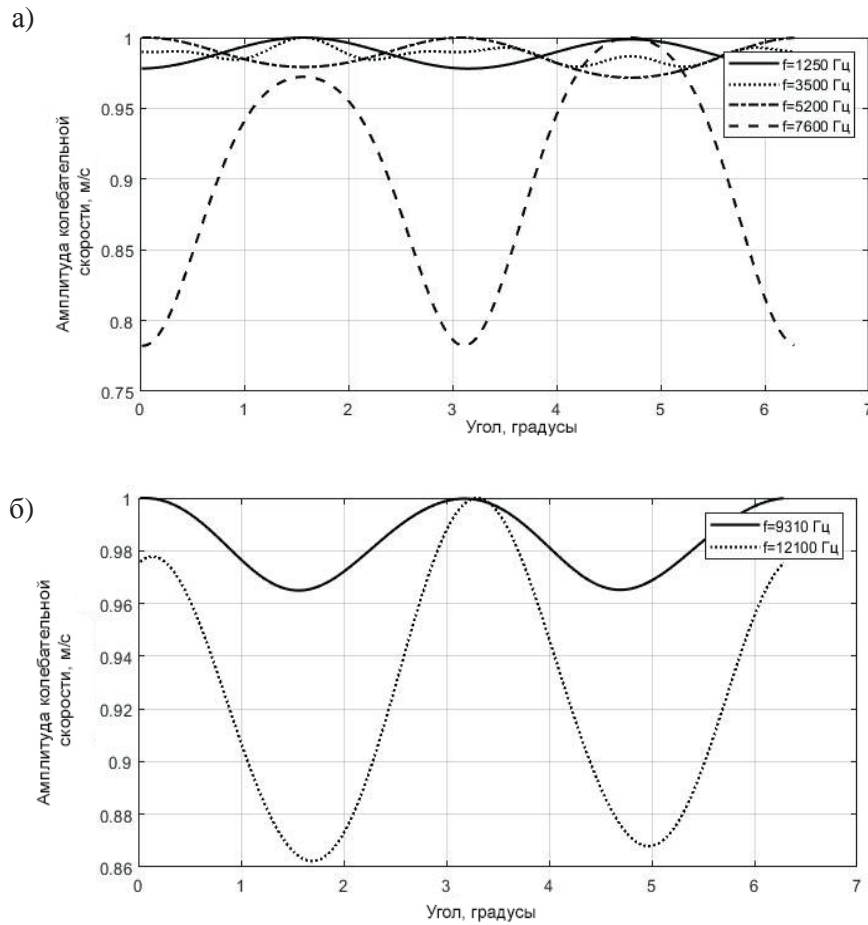 а)
1
0.95
0.9
0.85
0.8
0.75
Амплитуда колебательной
скорости, м/с
f=1250 Гц
f=3500 Гц
f=5200 Гц
f=7600 Гц
0 1 2 3 4 5 6 7
Угол, градусы
б)
1
0.98
0.96
0.94
0.92
0.9
0.88
0.86
Амплитуда колебательной
скорости, м/с
f=9310 Гц
f=12100 Гц
0 1 2 3 4 5 6 7
Угол, градусы